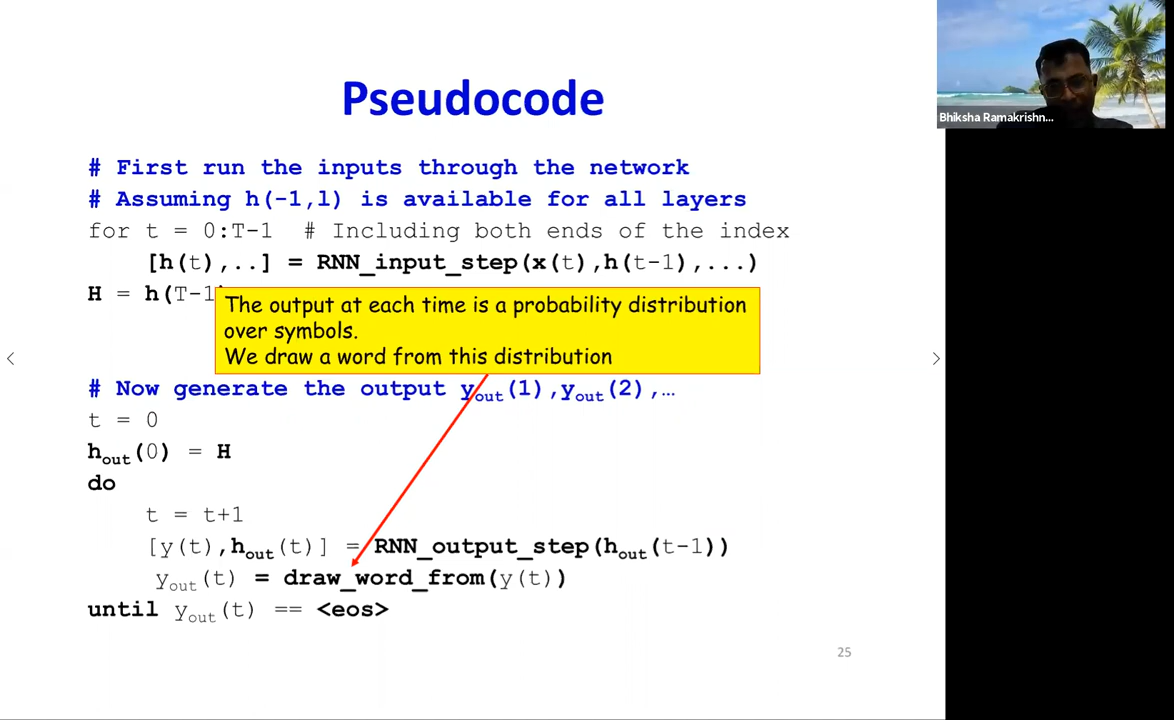 Pseudocode
Bhiksha Ramakrishn...
# First run the inputs through the network
# Assuming h(-1,l) is available for all layers
for t = 0:T-1 # Including both ends of the index
[h(t),..] = RNN_input_step(x(t),h(t-1),...)
H = h(T-1
The output at each time is a probability distribution
over symbols.
We draw a word from this distribution
# Now generate the output yout(1),yout(2),…
t = 0
hout(0) = H
do
t = t+1
[y(t),hout(t)] = RNN_output_step(hout(t-1))
yout(t) = draw_word_from(y(t))
until yout(t) == <eos>
25